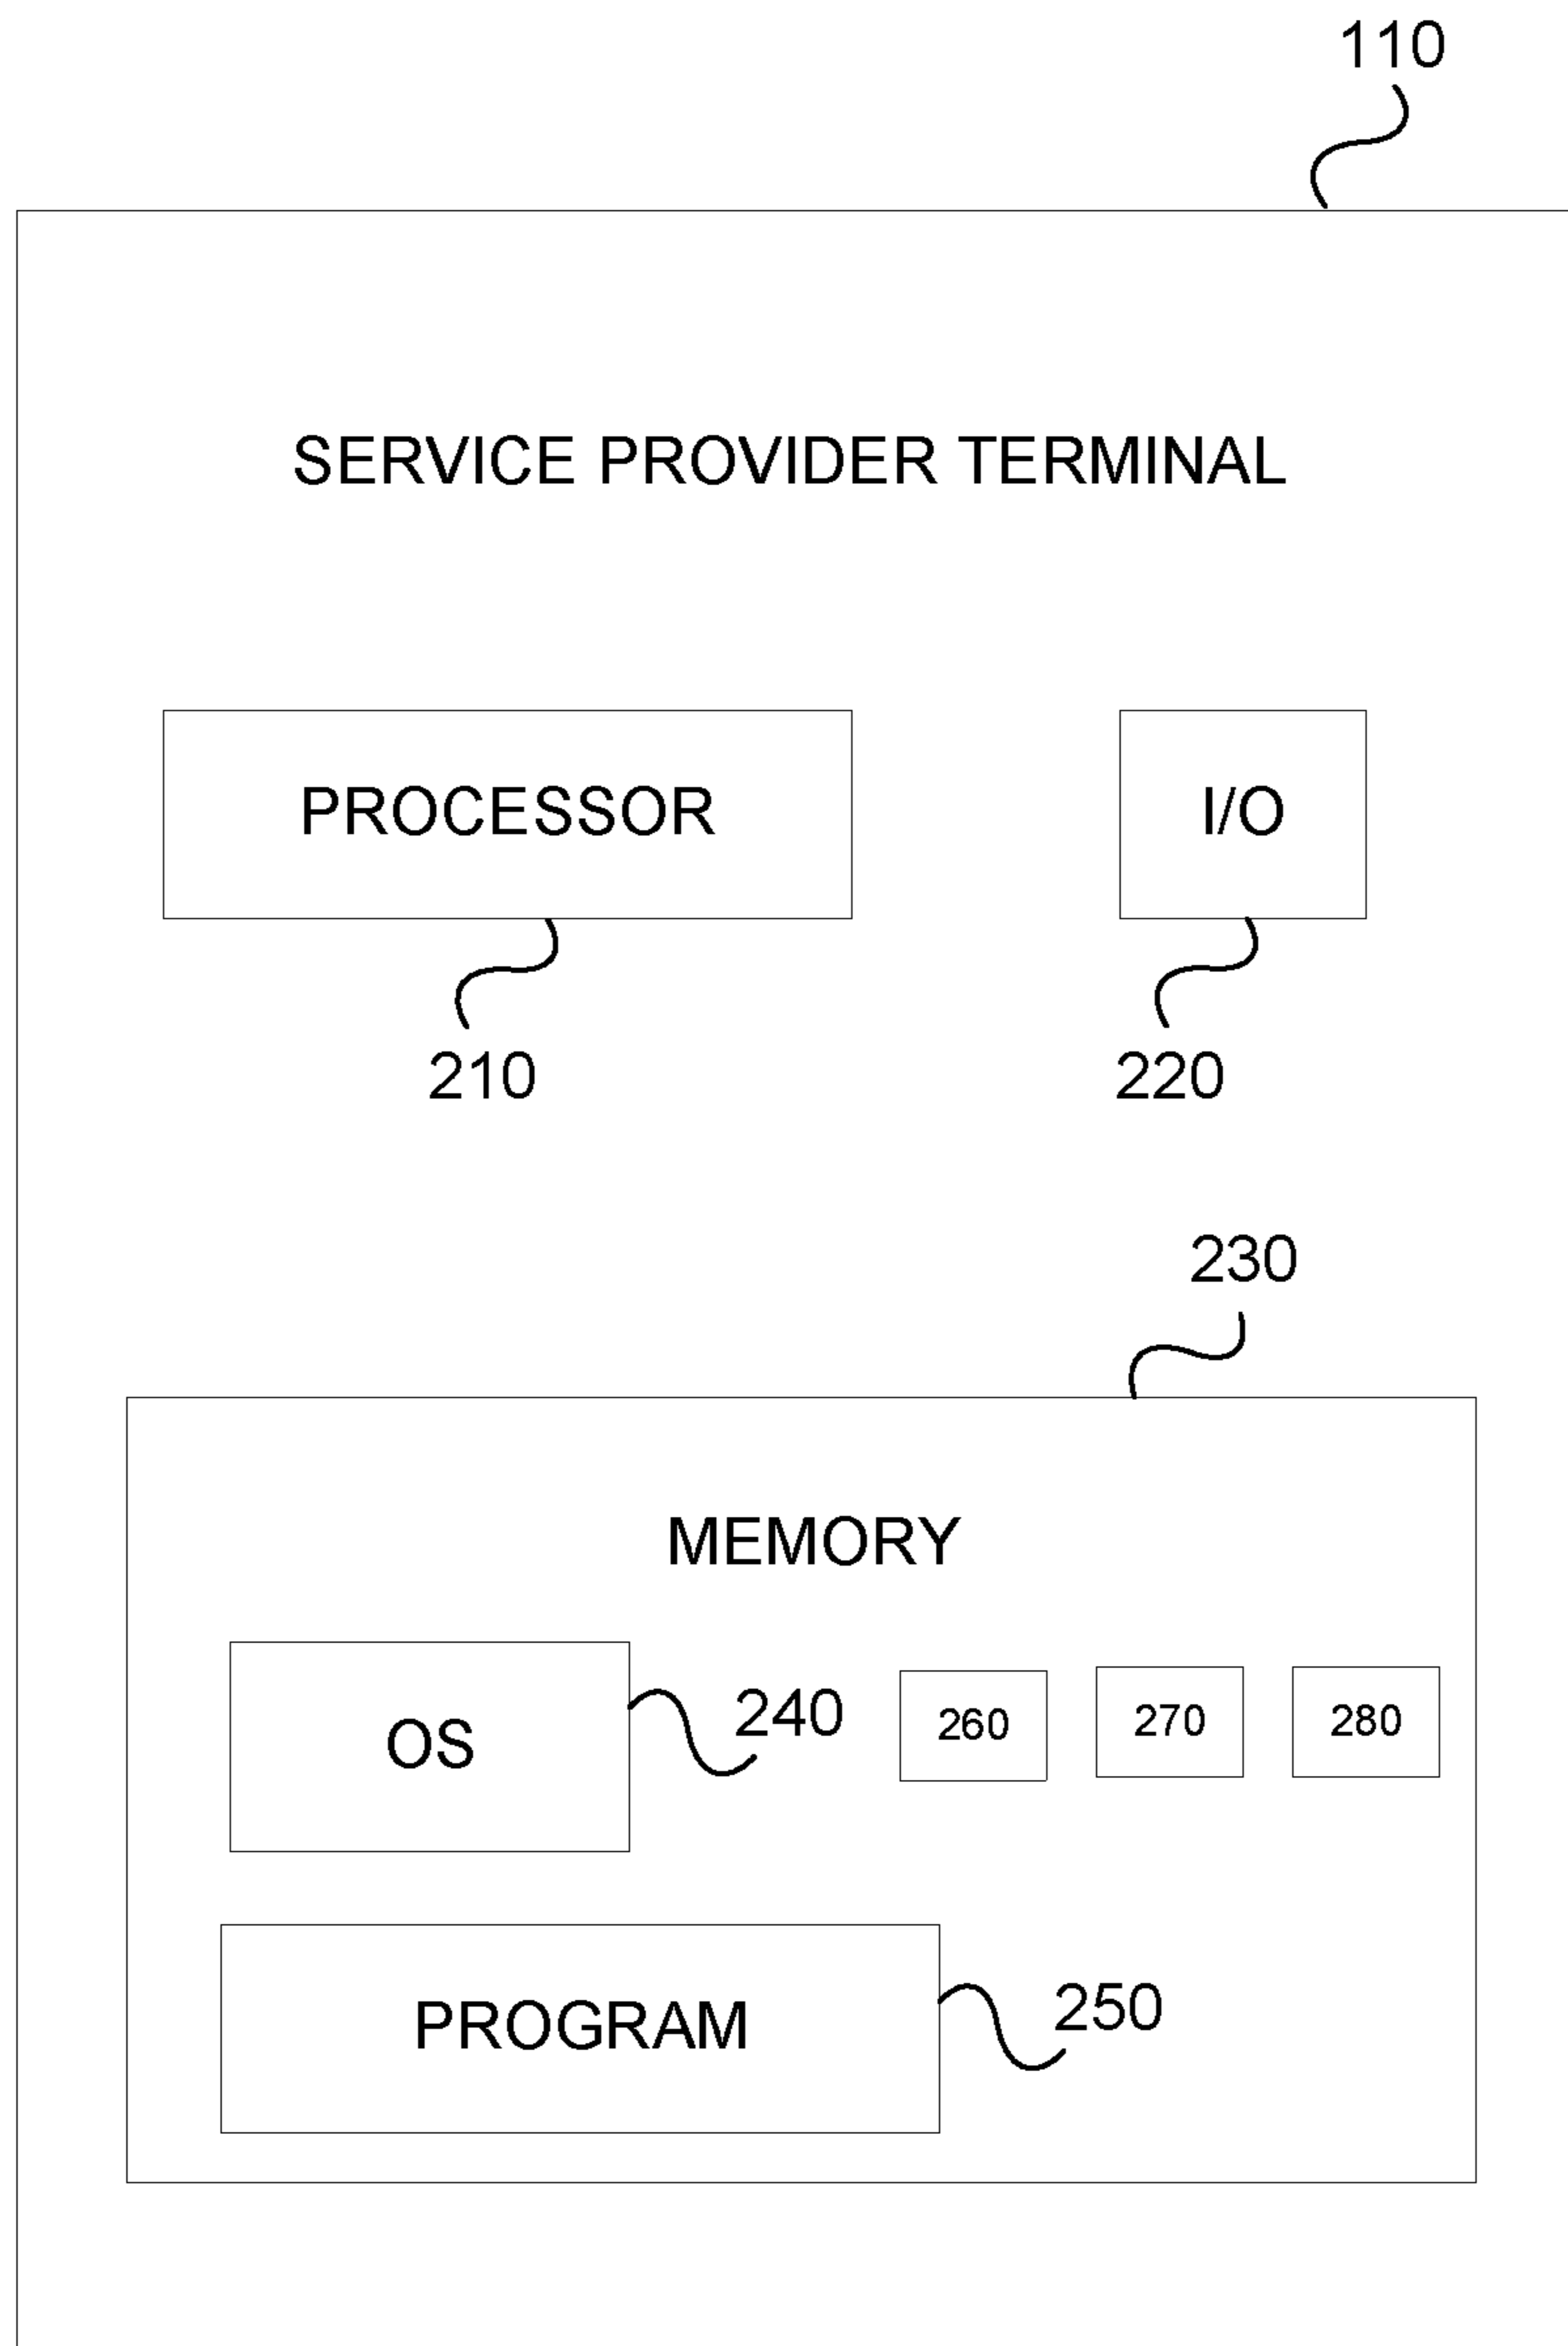 110
SERVICE PROVIDER TERMINAL
PROCESSOR
I/O
210
220
230
MEMORY
OS
240
260
270
280
PROGRAM
250